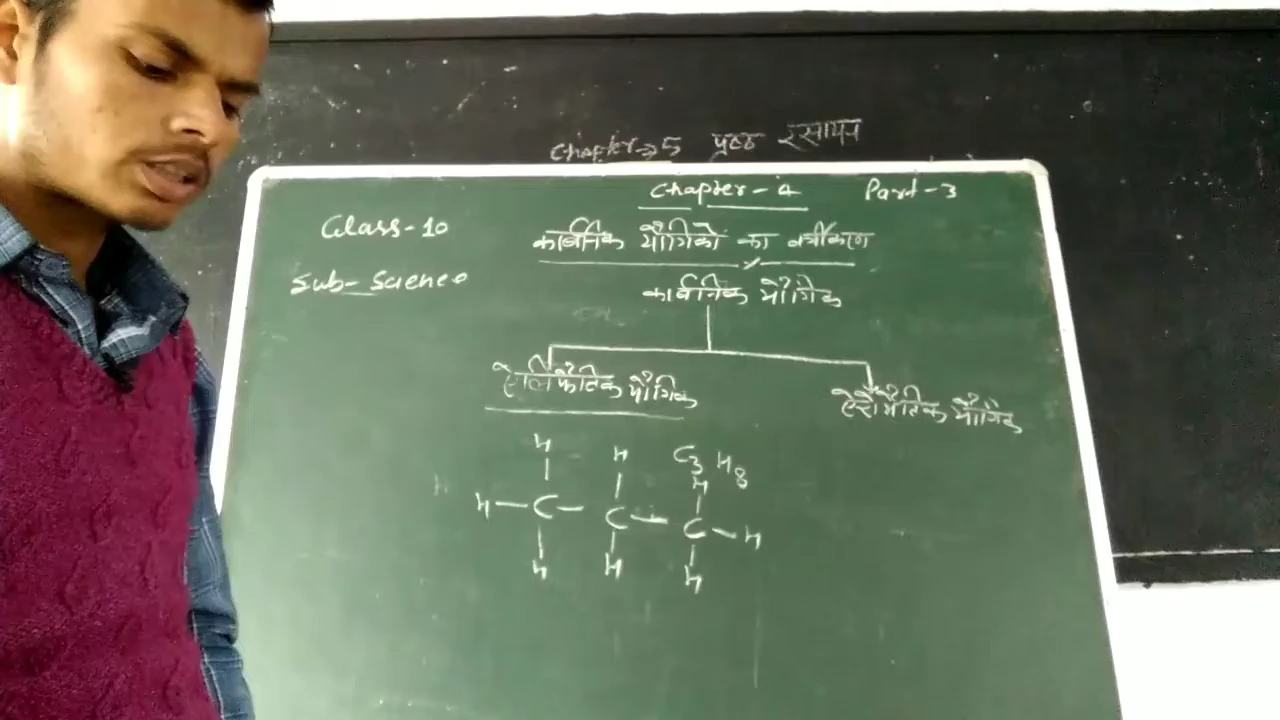 Chapter→5 पृष्ठ रसायन
Chapter-4 Part-3
Class-10
कार्बनिक यौगिको का वर्गीकरण
Sub-Science
कार्बनिक यौगिक
ऐलिफैतिक यौगिक
ऐरोमैतिक यौगिक
H H C3H8
H
H-C-C-C-H
H H H